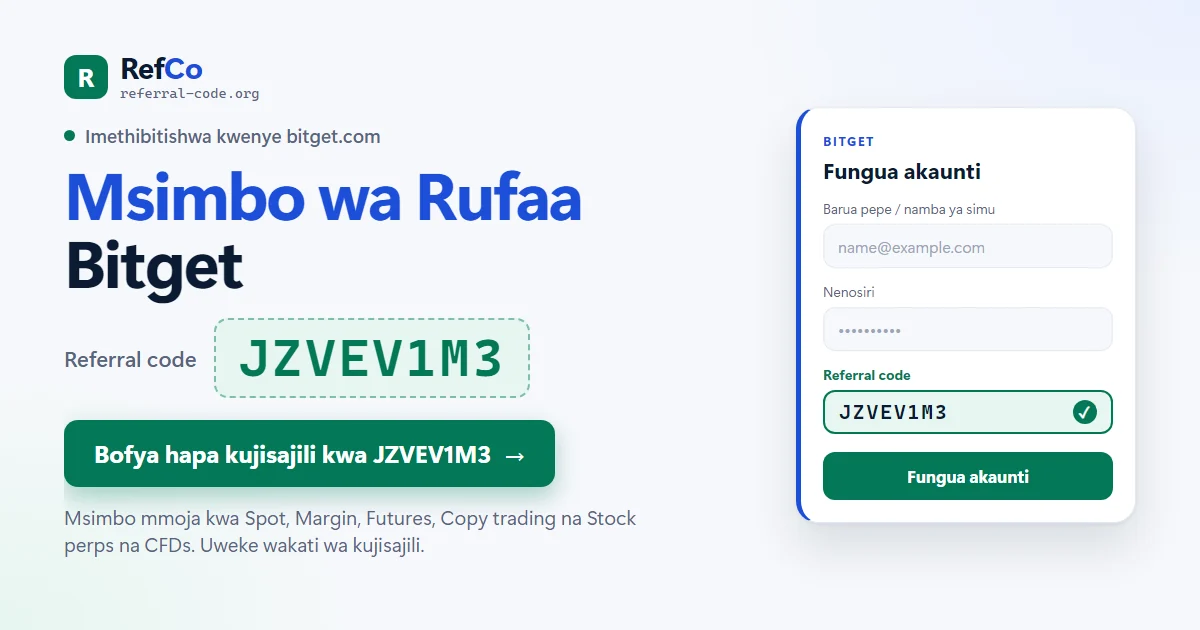 R
RefCo
referral-code.org
Imethibitishwa kwenye bitget.com
Msimbo wa Rufaa
Bitget
Referral code
JZVEV1M3
Bofya hapa kujisajili kwa JZVEV1M3 →
Msimbo mmoja kwa Spot, Margin, Futures, Copy trading na Stock
perps na CFDs. Uweke wakati wa kujisajili.
BITGET
Fungua akaunti
Barua pepe / namba ya simu
name@example.com
Nenosiri
••••••••••
Referral code
JZVEV1M3
Fungua akaunti